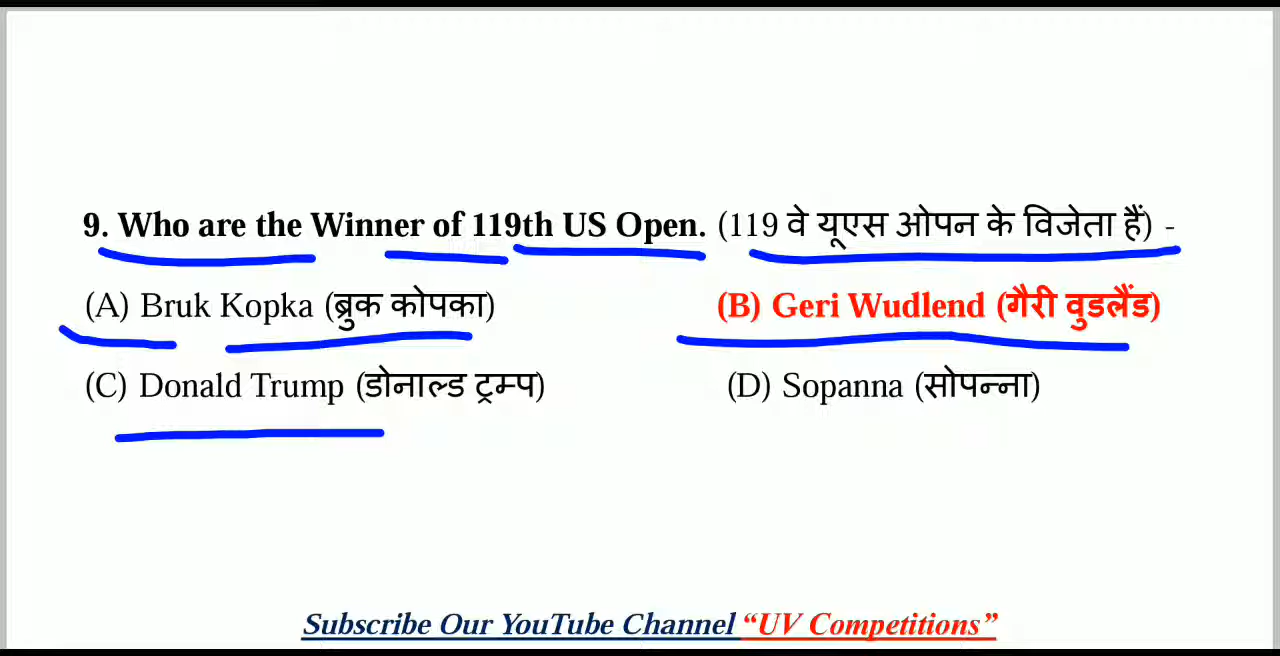 9. Who are the Winner of 119th US Open. (119 वे यूएस ओपन के विजेता हैं) -
(A) Bruk Kopka (ब्रुक कोपका) (B) Geri Wudlend (गैरी वुडलैंड)
(C) Donald Trump (डोनाल्ड ट्रम्प) (D) Sopanna (सोपन्ना)
Subscribe Our YouTube Channel “UV Competitions”